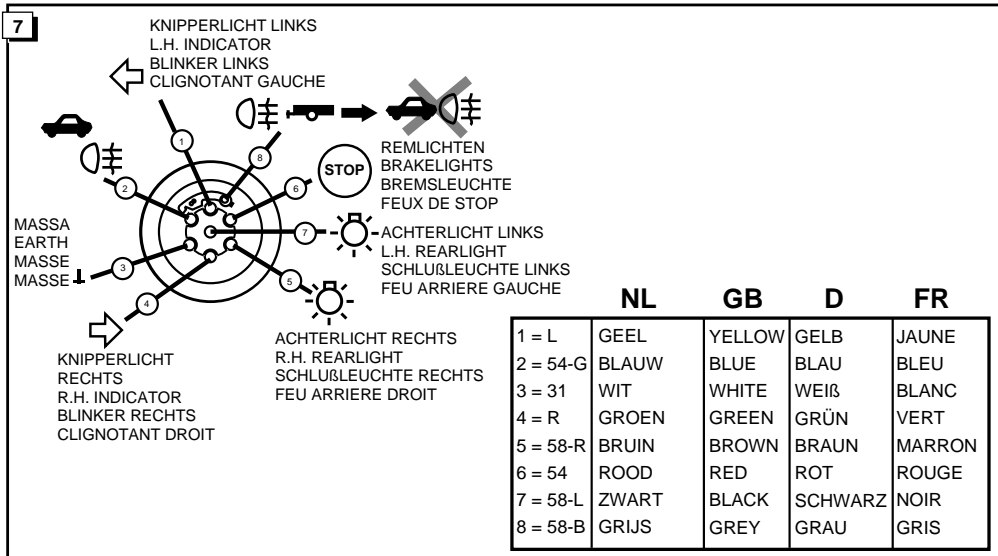 7
KNIPPERLICHT LINKS
L.H. INDICATOR
BLINKER LINKS
CLIGNOTANT GAUCHE
1
8
2
6
STOP
REMLICHTEN
BRAKELIGHTS
BREMSLEUCHTE
FEUX DE STOP
MASSA
EARTH
MASSE
MASSE
3
7
ACHTERLICHT LINKS
L.H. REARLIGHT
SCHLUßLEUCHTE LINKS
FEU ARRIERE GAUCHE
4
5
KNIPPERLICHT
RECHTS
R.H. INDICATOR
BLINKER RECHTS
CLIGNOTANT DROIT
ACHTERLICHT RECHTS
R.H. REARLIGHT
SCHLUßLEUCHTE RECHTS
FEU ARRIERE DROIT
NL GB D FR
1 = L GEEL YELLOW GELB JAUNE
2 = 54-G BLAUW BLUE BLAU BLEU
3 = 31 WIT WHITE WEIß BLANC
4 = R GROEN GREEN GRÜN VERT
5 = 58-R BRUIN BROWN BRAUN MARRON
6 = 54 ROOD RED ROT ROUGE
7 = 58-L ZWART BLACK SCHWARZ NOIR
8 = 58-B GRIJS GREY GRAU GRIS